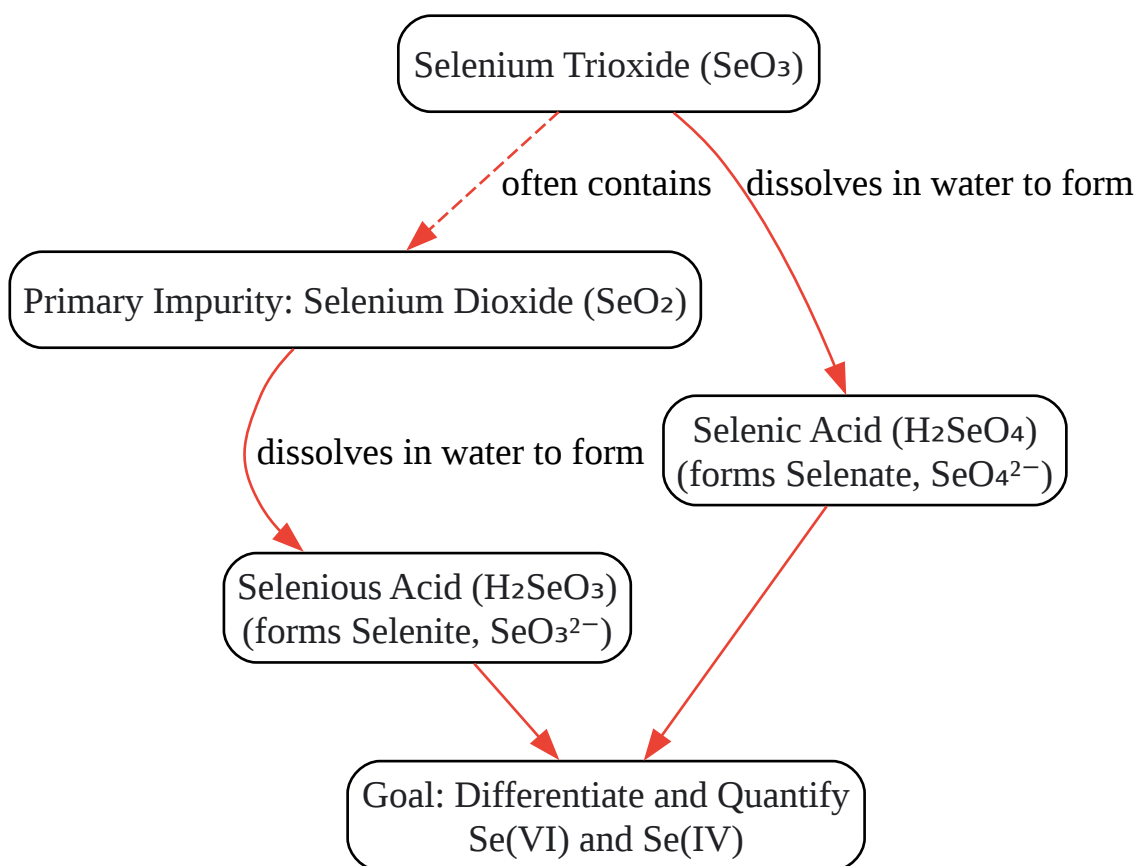 Selenium Trioxide (SeO₃)
often contains
dissolves in water to form
Primary Impurity: Selenium Dioxide (SeO₂)
dissolves in water to form
Selenic Acid (H₂SeO₄)
(forms Selenate, SeO₄²⁻)
Selenious Acid (H₂SeO₃)
(forms Selenite, SeO₃²⁻)
Goal: Differentiate and Quantify
Se(VI) and Se(IV)